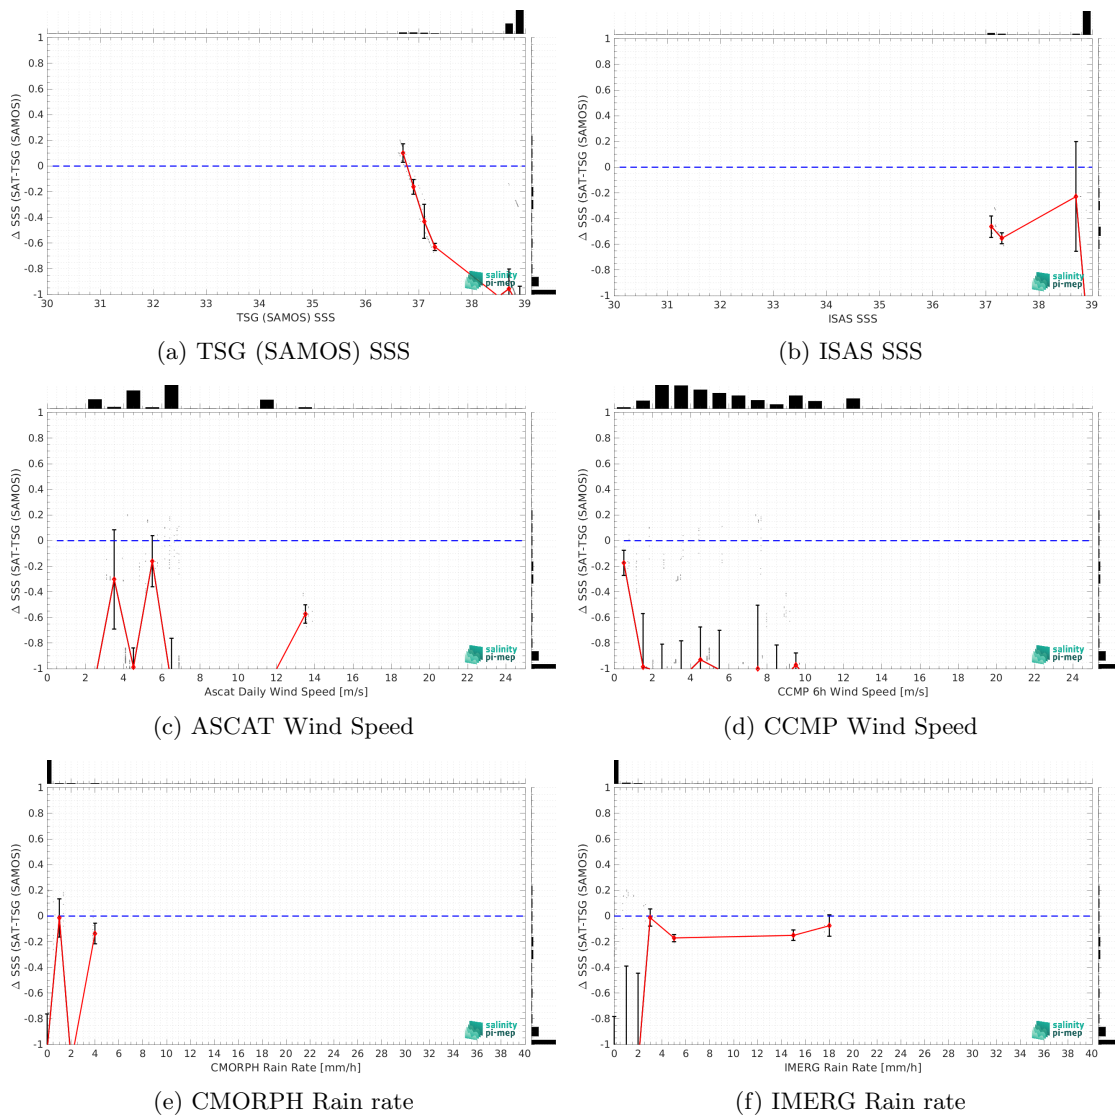 1
0.8
0.6
0.4
0.2
0
-0.2
-0.4
-0.6
-0.8
-1
Δ SSS (SAT-TSG (SAMOS))
30 31 32 33 34 35 36 37 38 39
TSG (SAMOS) SSS
salinity
pi-mep
(a) TSG (SAMOS) SSS
1
0.8
0.6
0.4
0.2
0
-0.2
-0.4
-0.6
-0.8
-1
Δ SSS (SAT-TSG (SAMOS))
30 31 32 33 34 35 36 37 38 39
ISAS SSS
salinity
pi-mep
(b) ISAS SSS
1
0.8
0.6
0.4
0.2
0
-0.2
-0.4
-0.6
-0.8
-1
Δ SSS (SAT-TSG (SAMOS))
0 2 4 6 8 10 12 14 16 18 20 22 24
Ascat Daily Wind Speed [m/s]
salinity
pi-mep
(c) ASCAT Wind Speed
1
0.8
0.6
0.4
0.2
0
-0.2
-0.4
-0.6
-0.8
-1
Δ SSS (SAT-TSG (SAMOS))
0 2 4 6 8 10 12 14 16 18 20 22 24
CCMP 6h Wind Speed [m/s]
salinity
pi-mep
(d) CCMP Wind Speed
1
0.8
0.6
0.4
0.2
0
-0.2
-0.4
-0.6
-0.8
-1
Δ SSS (SAT-TSG (SAMOS))
0 2 4 6 8 10 12 14 16 18 20 22 24 26 28 30 32 34 36 38 40
CMORPH Rain Rate [mm/h]
salinity
pi-mep
(e) CMORPH Rain rate
1
0.8
0.6
0.4
0.2
0
-0.2
-0.4
-0.6
-0.8
-1
Δ SSS (SAT-TSG (SAMOS))
0 2 4 6 8 10 12 14 16 18 20 22 24 26 28 30 32 34 36 38 40
IMERG Rain Rate [mm/h]
salinity
pi-mep
(f) IMERG Rain rate